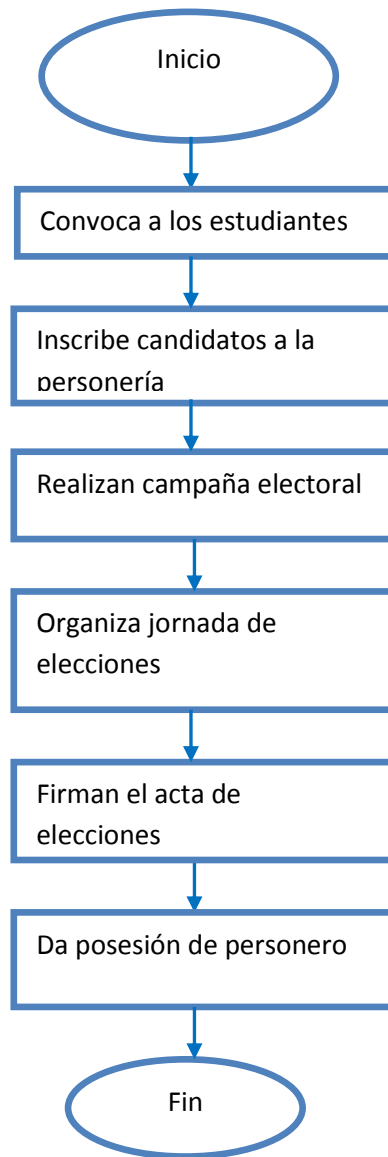 Inicio
Convoca a los estudiantes
Inscribe candidatos a la
personería
Realizan campaña electoral
Organiza jornada de
elecciones
Firman el acta de
elecciones
Da posesión de personero
Fin